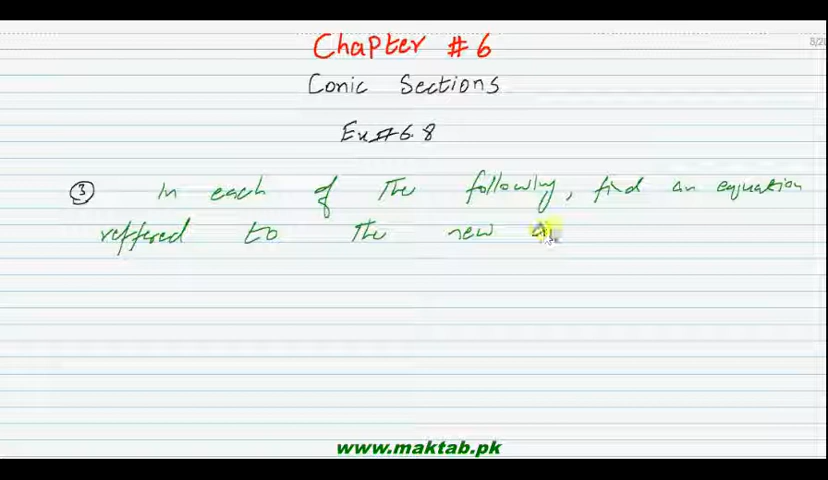 Chapter # 6
Conic Sections
Ex # 6.8
③ In each of the following, find an equation
reffered to the new
www.maktab.pk